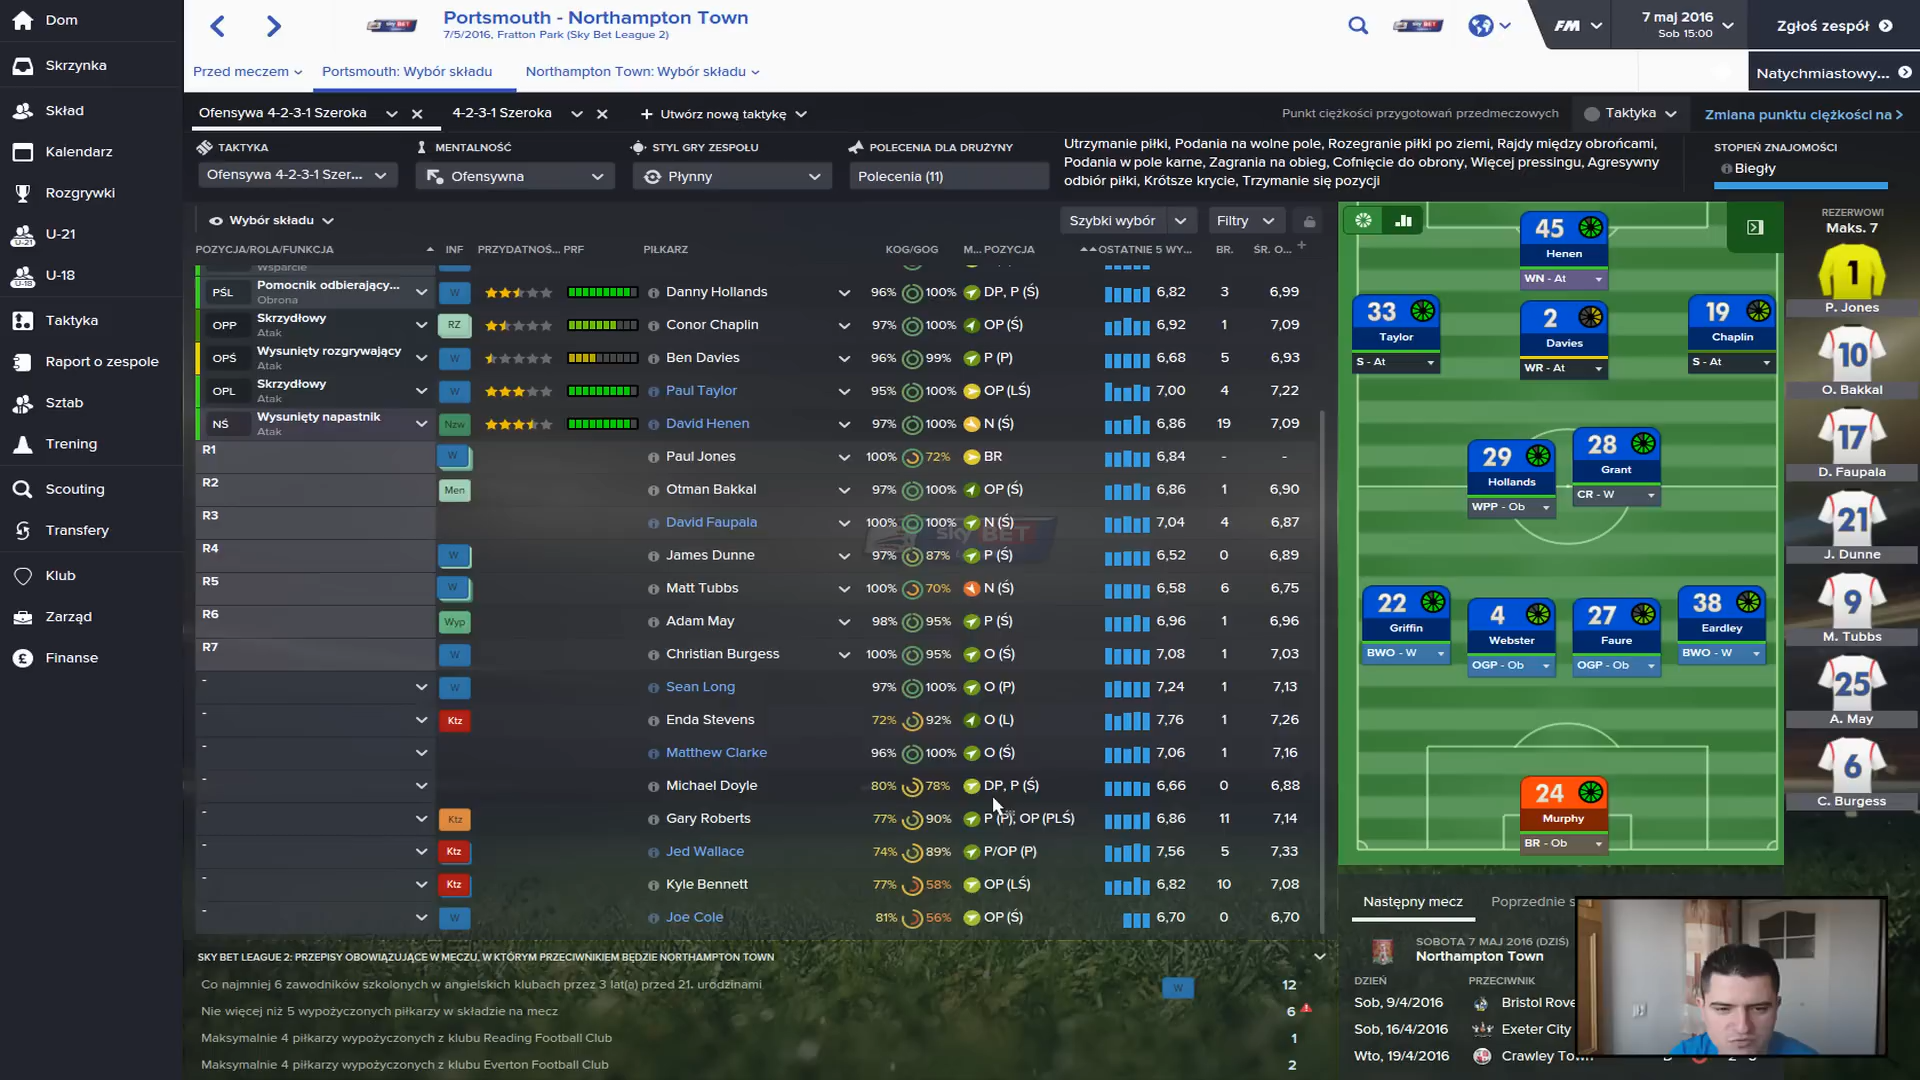 Dom
Skrzynka
Skład
Kalendarz
Rozgrywki
U-21
U-18
Taktyka
Raport o zespole
Sztab
Trening
Scouting
Transfery
Klub
Zarząd
Finanse
Portsmouth - Northampton Town
7/5/2016, Fratton Park (Sky Bet League 2)
FM
7 maj 2016
Sob 15:00
Zgłoś zespół
Przed meczem
Portsmouth: Wybór składu
Northampton Town: Wybór składu
Natychmiastowy...
Ofensywa 4-2-3-1 Szeroka
4-2-3-1 Szeroka
Utwórz nową taktykę
Punkt ciężkości przygotowań przedmeczowych
Taktyka
Zmiana punktu ciężkości na >
TAKTYKA
MENTALNOŚĆ
STYL GRY ZESPOŁU
POLECENIA DLA DRUŻYNY
Ofensywa 4-2-3-1 Szer...
Ofensywna
Płynny
Polecenia (11)
Utrzymanie piłki, Podania na wolne pole, Rozegranie piłki po ziemi, Rajdy między obrońcami,
Podania w pole karne, Zagrania na obieg, Cofnięcie do obrony, Więcej pressingu, Agresywny
odbiór piłki, Krótsze krycie, Trzymanie się pozycji
STOPIEŃ ZNAJOMOŚCI
Biegły
Wybór składu
Szybki wybór
Filtry
POZYCJA/ROLA/FUNKCJA INF PRZYDATNOŚ... PRF PIŁKARZ KOG/GOG M... POZYCJA OSTATNIE 5 WY... BR. ŚR. O...
Wsparcie
PŚL Pomocnik odbierający... Obrona W Danny Hollands 96% 100% DP, P (Ś) 6,82 3 6,99
OPP Skrzydłowy Atak RZ Conor Chaplin 97% 100% OP (Ś) 6,92 1 7,09
OPŚ Wysunięty rozgrywający Atak W Ben Davies 96% 99% P (P) 6,68 5 6,93
OPL Skrzydłowy Atak W Paul Taylor 95% 100% OP (LŚ) 7,00 4 7,22
NŚ Wysunięty napastnik Atak Nzw David Henen 97% 100% N (Ś) 6,86 19 7,09
R1 W Paul Jones 100% 72% BR 6,84 - -
R2 Men Otman Bakkal 97% 100% OP (Ś) 6,86 1 6,90
R3 David Faupala 100% 100% N (Ś) 7,04 4 6,87
R4 W James Dunne 97% 87% P (Ś) 6,52 0 6,89
R5 W Matt Tubbs 100% 70% N (Ś) 6,58 6 6,75
R6 Wyp Adam May 98% 95% P (Ś) 6,96 1 6,96
R7 W Christian Burgess 100% 95% O (Ś) 7,08 1 7,03
- W Sean Long 97% 100% O (P) 7,24 1 7,13
- Ktz Enda Stevens 72% 92% O (L) 7,76 1 7,26
- Matthew Clarke 96% 100% O (Ś) 7,06 1 7,16
- Michael Doyle 80% 78% DP, P (Ś) 6,66 0 6,88
- Ktz Gary Roberts 77% 90% P (P), OP (PLŚ) 6,86 11 7,14
- Ktz Jed Wallace 74% 89% P/OP (P) 7,56 5 7,33
- Ktz Kyle Bennett 77% 58% OP (LŚ) 6,82 10 7,08
- W Joe Cole 81% 56% OP (Ś) 6,70 0 6,70
sky BET
SKY BET LEAGUE 2: PRZEPISY OBOWIĄZUJĄCE W MECZU, W KTÓRYM PRZECIWNIKIEM BĘDZIE NORTHAMPTON TOWN
Co najmniej 6 zawodników szkolonych w angielskich klubach przez 3 lat(a) przed 21. urodzinami W 12
Nie więcej niż 5 wypożyczonych piłkarzy w składzie na mecz 6
Maksymalnie 4 piłkarzy wypożyczonych z klubu Reading Football Club 1
Maksymalnie 4 piłkarzy wypożyczonych z klubu Everton Football Club 2
45
Henen
WN - At
33
Taylor
S - At
2
Davies
WR - At
19
Chaplin
S - At
29
Hollands
WPP - Ob
28
Grant
CR - W
22
Griffin
BWO - W
4
Webster
OGP - Ob
27
Faure
OGP - Ob
38
Eardley
BWO - W
24
Murphy
BR - Ob
REZERWOWI
Maks. 7
1
P. Jones
10
O. Bakkal
17
D. Faupala
21
J. Dunne
9
M. Tubbs
25
A. May
6
C. Burgess
Następny mecz
Poprzednie s
SOBOTA 7 MAJ 2016 (DZIŚ)
Northampton Town
DZIEŃ PRZECIWNIK
Sob, 9/4/2016 Bristol Rove
Sob, 16/4/2016 Exeter City
Wto, 19/4/2016 Crawley Town